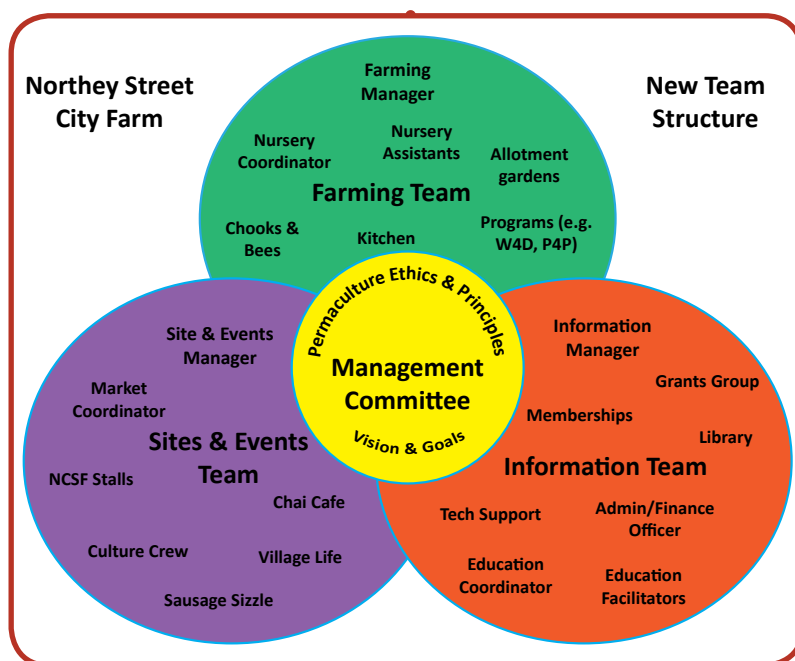 Northey Street
City Farm
New Team
Structure
Farming
Manager
Nursery
Coordinator
Nursery
Assistants
Allotment
gardens
Farming Team
Chooks &
Bees
Kitchen
Programs (e.g.
W4D, P4P)
Permaculture Ethics & Principles
Management
Committee
Vision & Goals
Site & Events
Manager
Market
Coordinator
Sites & Events
Team
NCSF Stalls
Chai Cafe
Culture Crew
Village Life
Sausage Sizzle
Information
Manager
Grants Group
Memberships
Library
Information Team
Tech Support
Admin/Finance
Officer
Education
Coordinator
Education
Facilitators